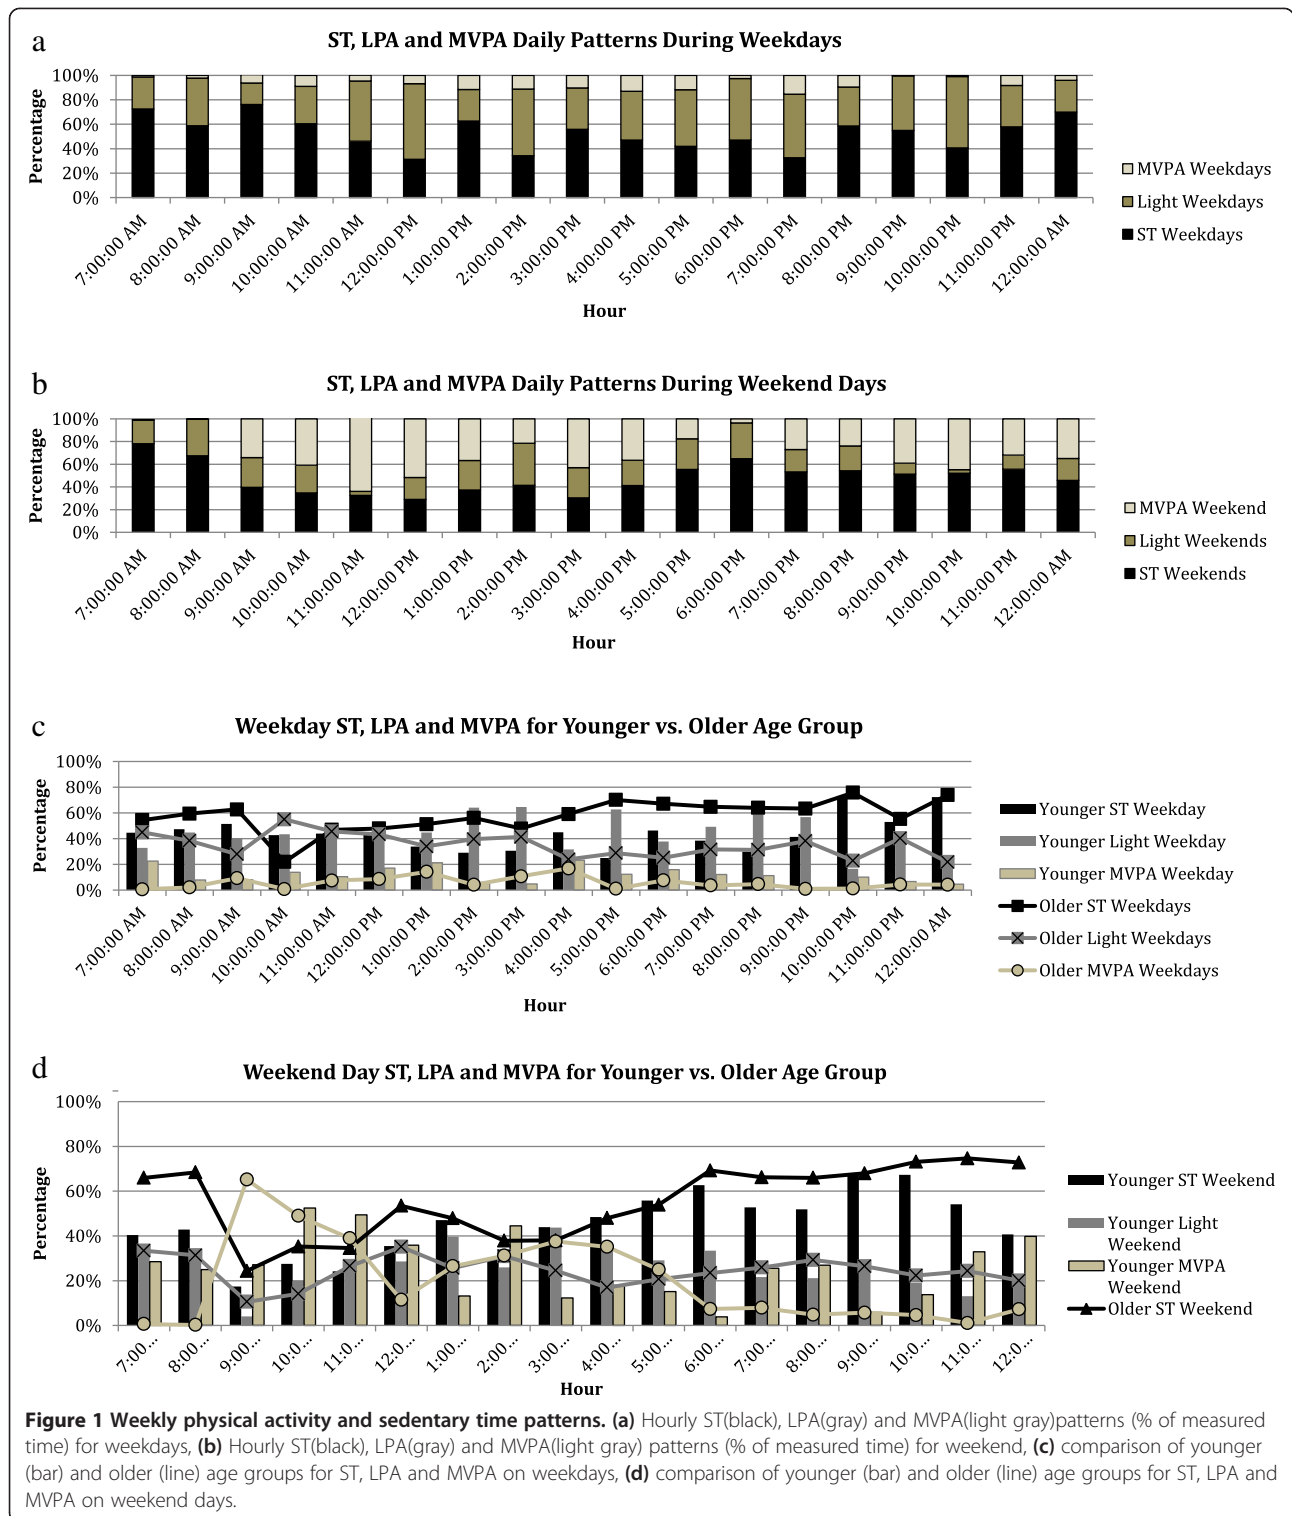 a
ST, LPA and MVPA Daily Patterns During Weekdays
100%
80%
60%
40%
20%
0%
Percentage
7:00:00 AM
8:00:00 AM
9:00:00 AM
10:00:00 AM
11:00:00 AM
12:00:00 PM
1:00:00 PM
2:00:00 PM
3:00:00 PM
4:00:00 PM
5:00:00 PM
6:00:00 PM
7:00:00 PM
8:00:00 PM
9:00:00 PM
10:00:00 PM
11:00:00 PM
12:00:00 AM
Hour
MVPA Weekdays
Light Weekdays
ST Weekdays
b
ST, LPA and MVPA Daily Patterns During Weekend Days
100%
80%
60%
40%
20%
0%
Percentage
7:00:00 AM
8:00:00 AM
9:00:00 AM
10:00:00 AM
11:00:00 AM
12:00:00 PM
1:00:00 PM
2:00:00 PM
3:00:00 PM
4:00:00 PM
5:00:00 PM
6:00:00 PM
7:00:00 PM
8:00:00 PM
9:00:00 PM
10:00:00 PM
11:00:00 PM
12:00:00 AM
Hour
MVPA Weekend
Light Weekends
ST Weekends
c
Weekday ST, LPA and MVPA for Younger vs. Older Age Group
100%
80%
60%
40%
20%
0%
Percentage
7:00:00 AM
8:00:00 AM
9:00:00 AM
10:00:00 AM
11:00:00 AM
12:00:00 PM
1:00:00 PM
2:00:00 PM
3:00:00 PM
4:00:00 PM
5:00:00 PM
6:00:00 PM
7:00:00 PM
8:00:00 PM
9:00:00 PM
10:00:00 PM
11:00:00 PM
12:00:00 AM
Hour
Younger ST Weekday
Younger Light Weekday
Younger MVPA Weekday
Older ST Weekdays
Older Light Weekdays
Older MVPA Weekdays
d
Weekend Day ST, LPA and MVPA for Younger vs. Older Age Group
100%
80%
60%
40%
20%
0%
Percentage
7:00...
8:00...
9:00...
10:0...
11:0...
12:0...
1:00...
2:00...
3:00...
4:00...
5:00...
6:00...
7:00...
8:00...
9:00...
10:0...
11:0...
12:0...
Hour
Younger ST Weekend
Younger Light
Weekend
Younger MVPA
Weekend
Older ST Weekend
Figure 1 Weekly physical activity and sedentary time patterns. (a) Hourly ST(black), LPA(gray) and MVPA(light gray)patterns (% of measured
time) for weekdays, (b) Hourly ST(black), LPA(gray) and MVPA(light gray) patterns (% of measured time) for weekend, (c) comparison of younger
(bar) and older (line) age groups for ST, LPA and MVPA on weekdays, (d) comparison of younger (bar) and older (line) age groups for ST, LPA and
MVPA on weekend days.